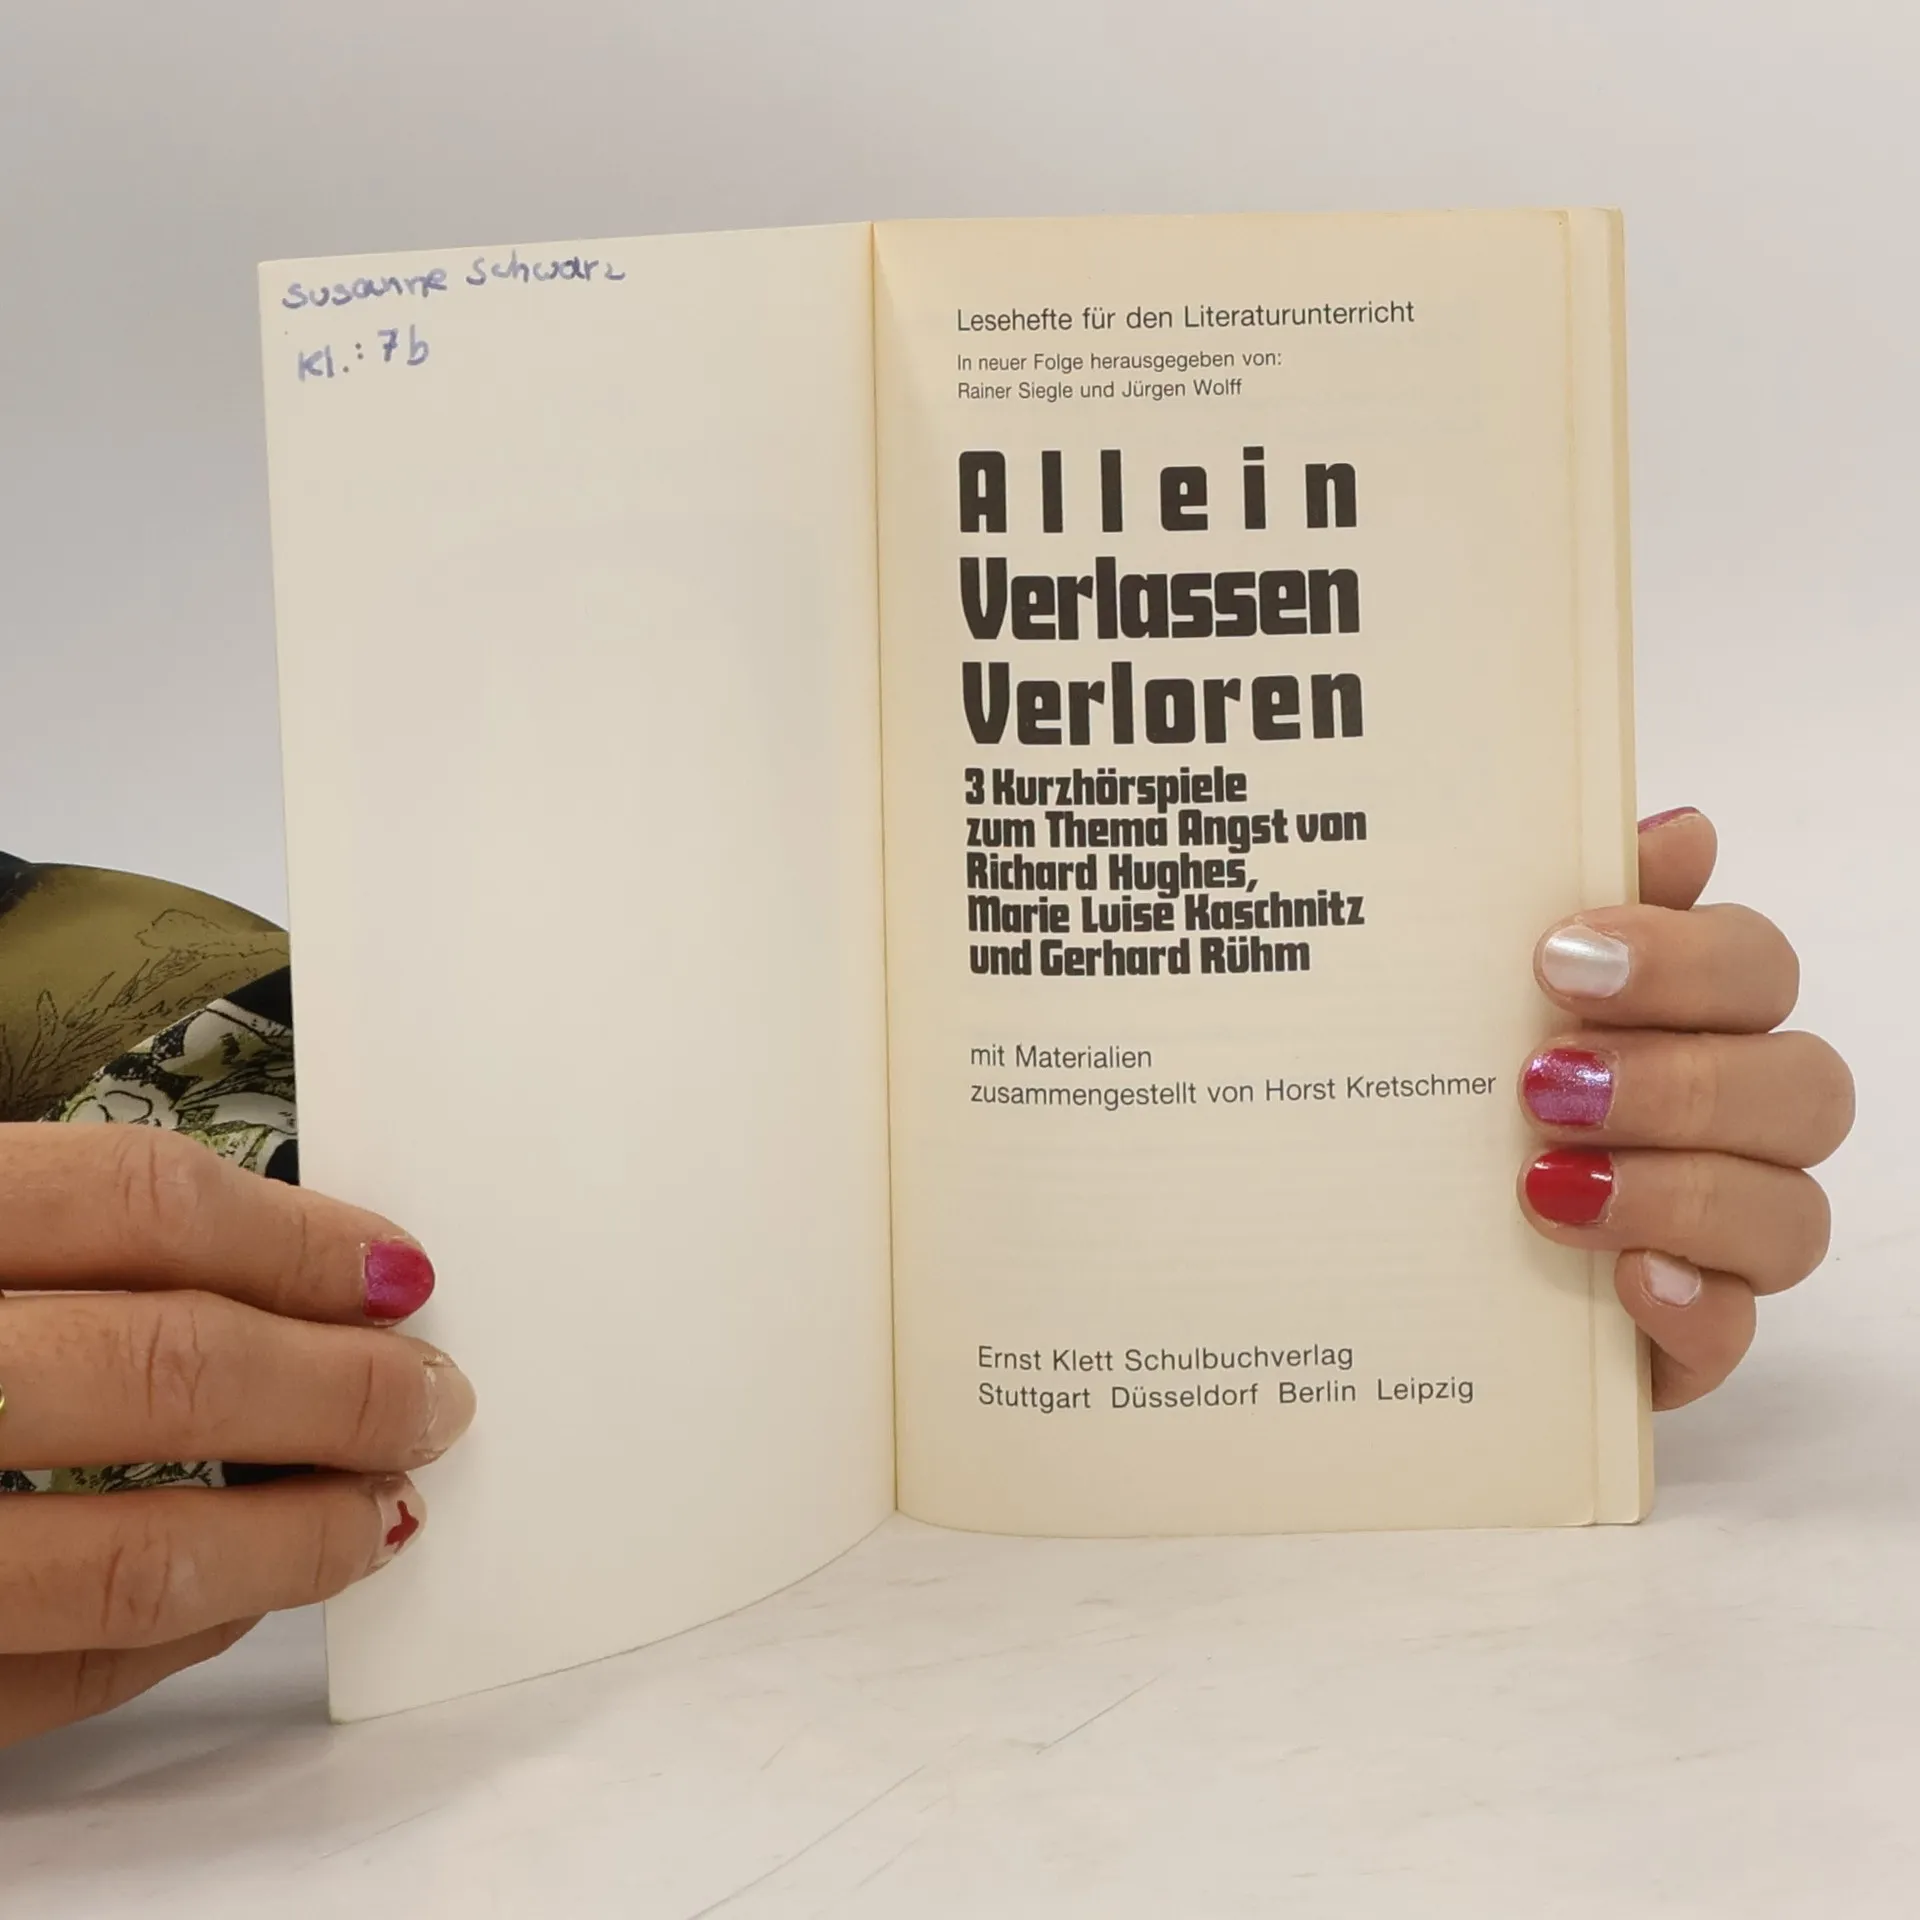 Susanne Schwarz
Kl.: 7b
Lesehefte für den Literaturunterricht
In neuer Folge herausgegeben von:
Rainer Siegle und Jürgen Wolff
Allein
Verlassen
Verloren
3 Kurzhörspiele
zum Thema Angst von
Richard Hughes,
Marie Luise Kaschnitz
und Gerhard Rühm
mit Materialien
zusammengestellt von Horst Kretschmer
Ernst Klett Schulbuchverlag
Stuttgart Düsseldorf Berlin Leipzig